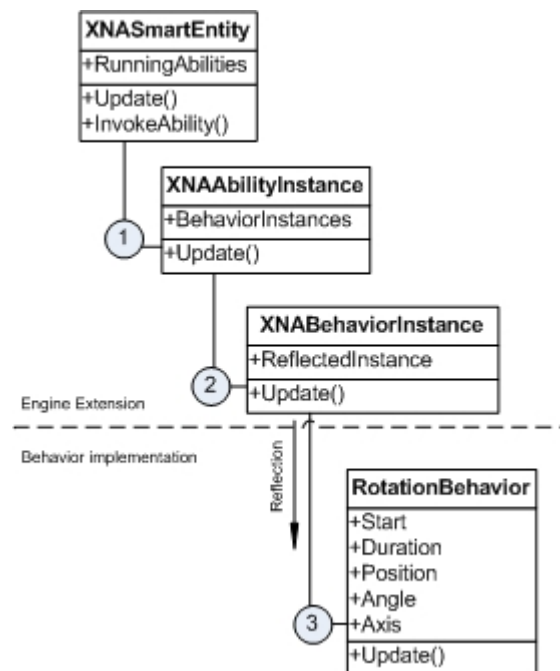 XNASmartEntity
+RunningAbilities
+Update()
+InvokeAbility()
XNAAbilityInstance
+BehaviorInstances
+Update()
1
XNABehaviorInstance
+ReflectedInstance
+Update()
2
Engine Extension
Behavior implementation
Reflection
RotationBehavior
+Start
+Duration
+Position
+Angle
+Axis
+Update()
3